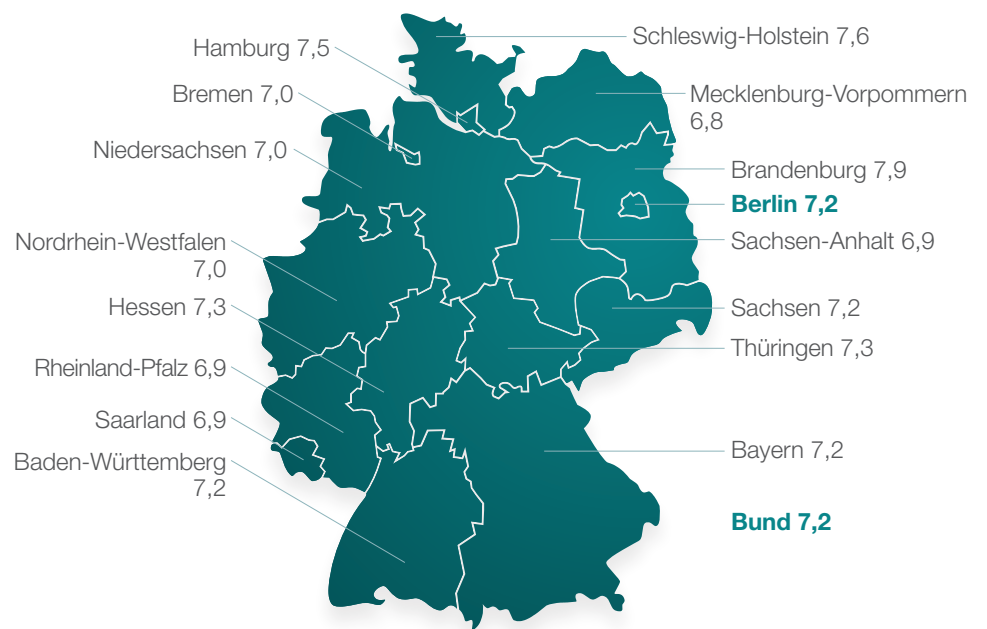 Schleswig-Holstein 7,6
Hamburg 7,5
Bremen 7,0
Mecklenburg-Vorpommern
6,8
Niedersachsen 7,0
Brandenburg 7,9
Berlin 7,2
Nordrhein-Westfalen
7,0
Sachsen-Anhalt 6,9
Hessen 7,3
Sachsen 7,2
Thüringen 7,3
Rheinland-Pfalz 6,9
Saarland 6,9
Bayern 7,2
Baden-Württemberg
7,2
Bund 7,2